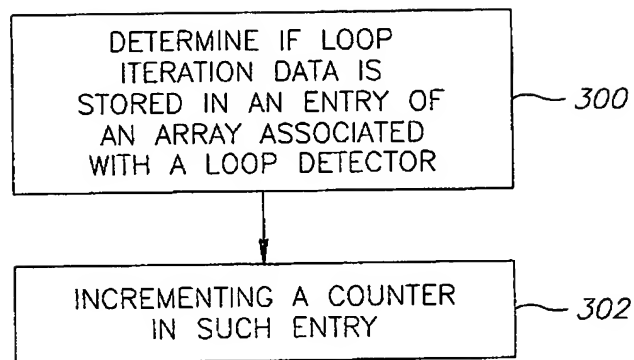 DETERMINE IF LOOP
ITERATION DATA IS
STORED IN AN ENTRY OF
AN ARRAY ASSOCIATED
WITH A LOOP DETECTOR
300
INCREMENTING A COUNTER
IN SUCH ENTRY
302